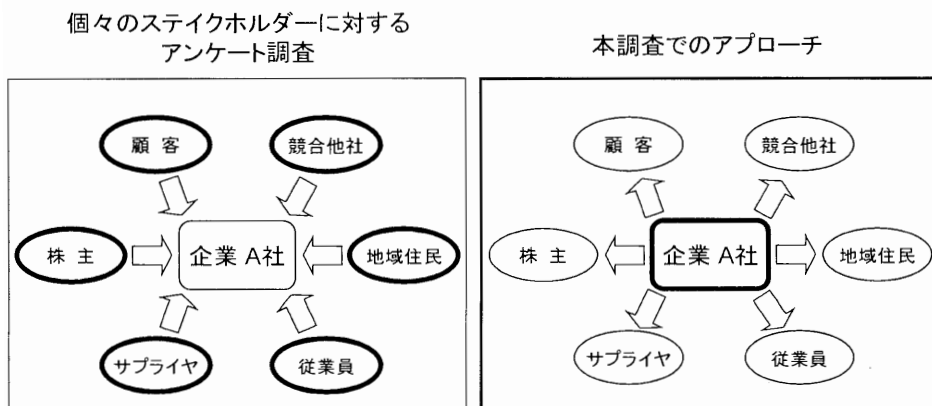 個々のステイクホルダーに対する
アンケート調査
顧 客
競合他社
株 主
企業 A社
地域住民
サプライヤ
従業員
本調査でのアプローチ
顧 客
競合他社
株 主
企業 A社
地域住民
サプライヤ
従業員